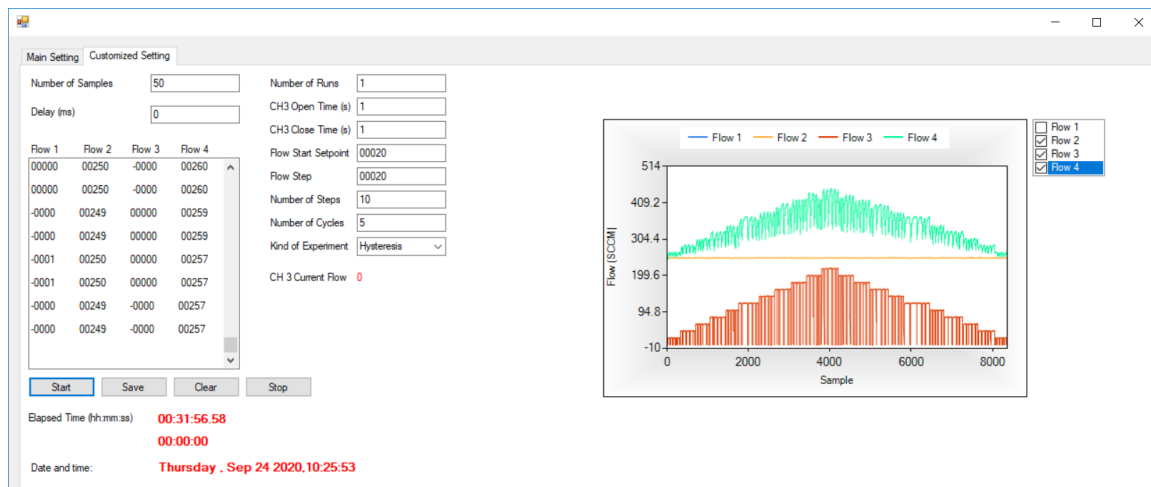 Main Setting Customized Setting
Number of Samples 50
Delay (ms) 0
Flow 1 Flow 2 Flow 3 Flow 4
00000 00250 -0000 00260
00000 00250 -0000 00260
-0000 00249 00000 00259
-0000 00249 00000 00259
-0001 00250 00000 00257
-0001 00250 00000 00257
-0000 00249 -0000 00257
-0000 00249 -0000 00257
Start Save Clear Stop
Elapsed Time (hh:mm:ss) 00:31:56.58
00:00:00
Date and time: Thursday , Sep 24 2020,10:25:53
Number of Runs 1
CH3 Open Time (s) 1
CH3 Close Time (s) 1
Flow Start Setpoint 00020
Flow Step 00020
Number of Steps 10
Number of Cycles 5
Kind of Experiment Hysteresis
CH 3 Current Flow 0
Flow 1 Flow 2 Flow 3 Flow 4
514
409.2
304.4
199.6
94.8
-10
Flow (SCCM)
0 2000 4000 6000 8000
Sample
Flow 1
Flow 2
Flow 3
Flow 4